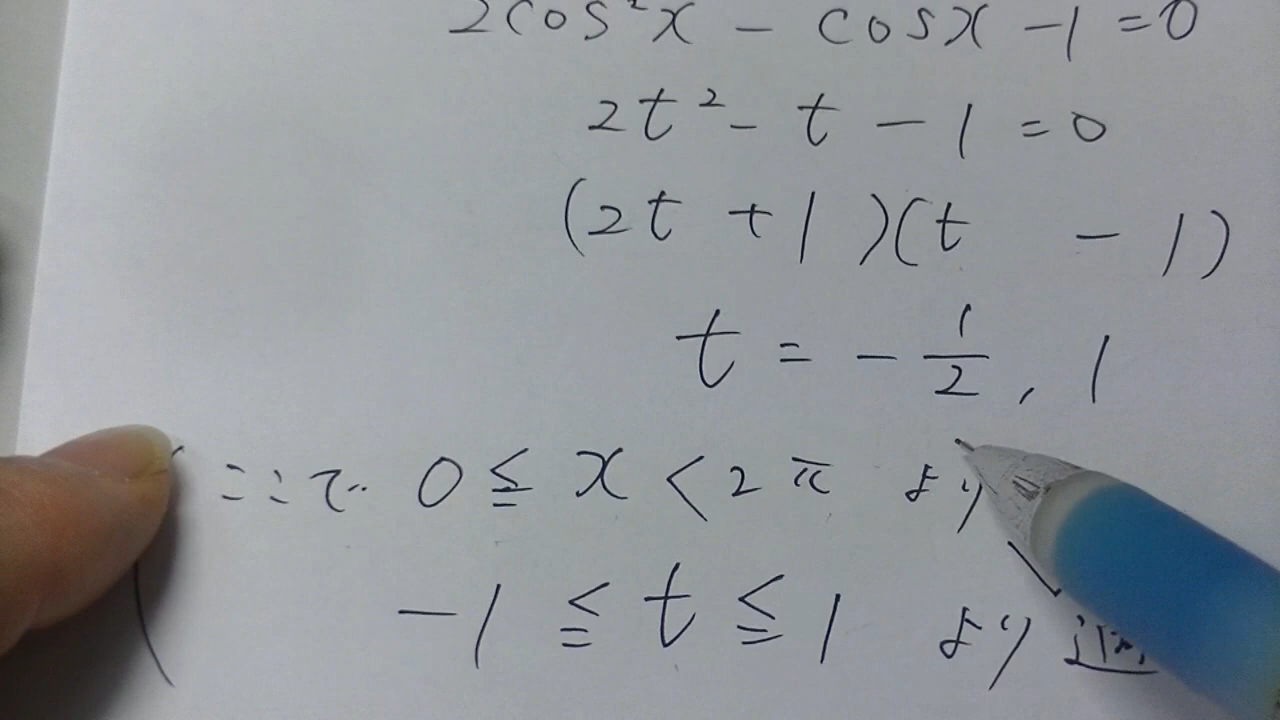 2cos²x - cosx - 1 = 0
2t² - t - 1 = 0
(2t + 1)(t - 1)
t = -1/2, 1
ここで 0 ≦ x < 2π より
-1 ≦ t ≦ 1 より